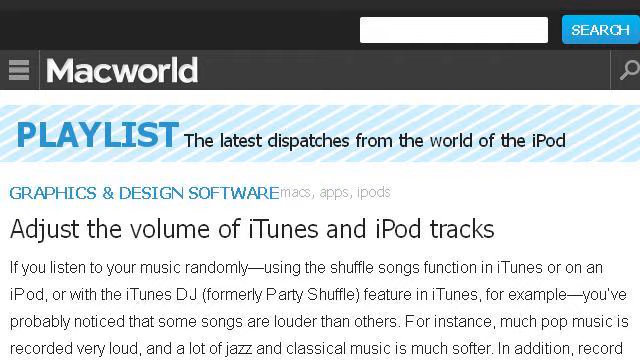 SEARCH
Macworld
PLAYLIST The latest dispatches from the world of the iPod
GRAPHICS & DESIGN SOFTWARE macs, apps, ipods
Adjust the volume of iTunes and iPod tracks
If you listen to your music randomly—using the shuffle songs function in iTunes or on an
iPod, or with the iTunes DJ (formerly Party Shuffle) feature in iTunes, for example—you've
probably noticed that some songs are louder than others. For instance, much pop music is
recorded very loud, and a lot of jazz and classical music is much softer. In addition, record